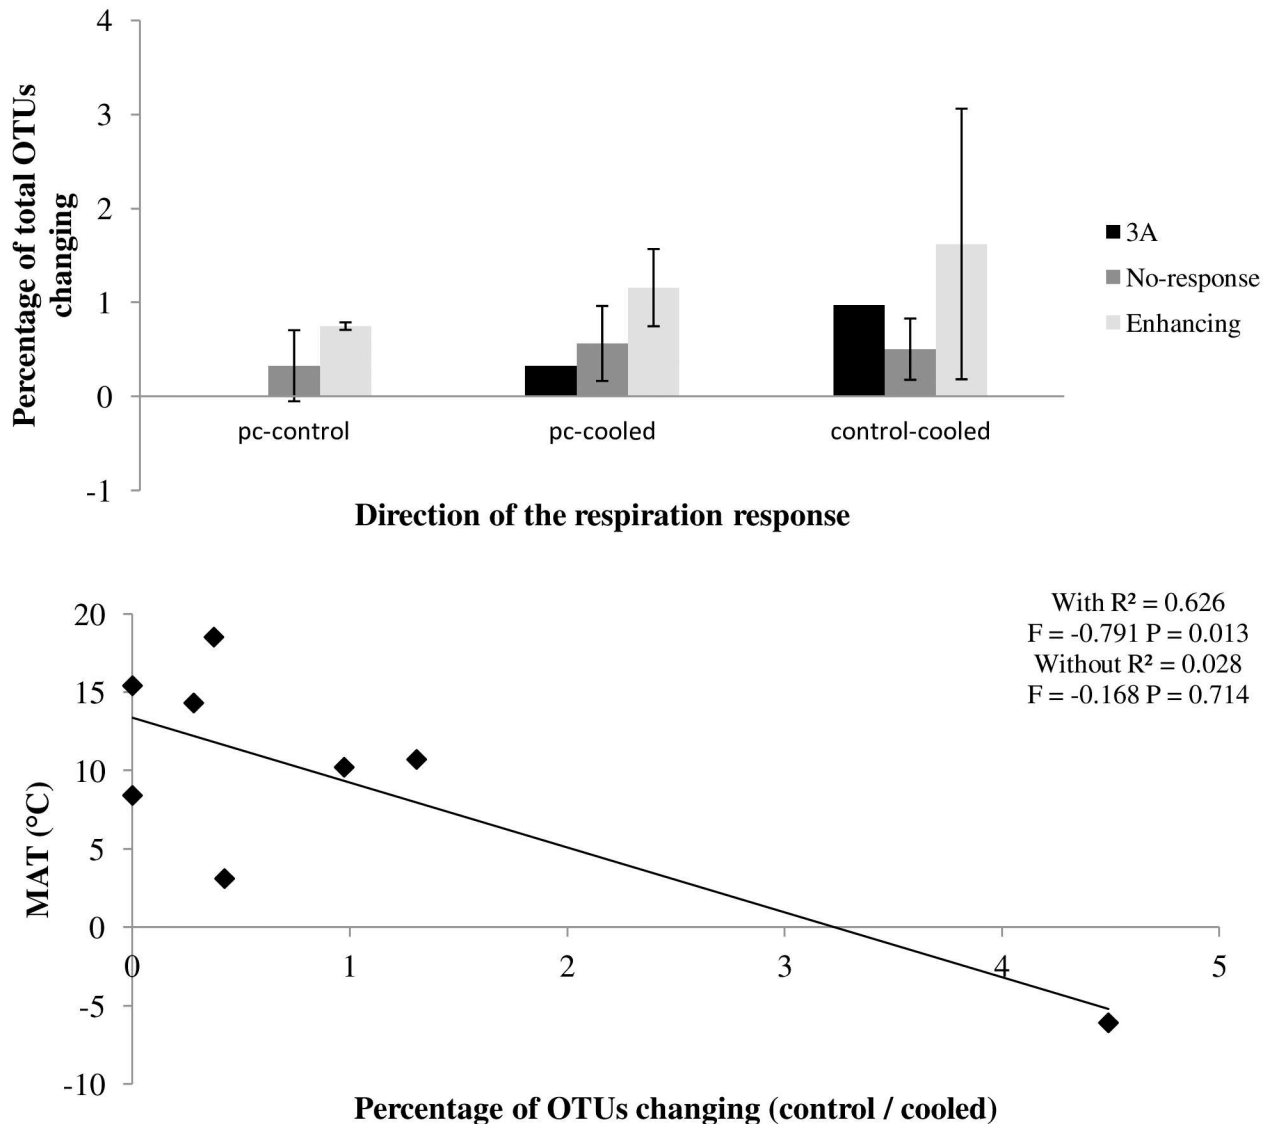 4
3
2
1
0
-1
Percentage of total OTUs
changing
pc-control
pc-cooled
control-cooled
Direction of the respiration response
3A
No-response
Enhancing
With R² = 0.626
F = -0.791 P = 0.013
Without R² = 0.028
F = -0.168 P = 0.714
20
15
10
5
0
-5
-10
MAT (°C)
0
1
2
3
4
5
Percentage of OTUs changing (control / cooled)